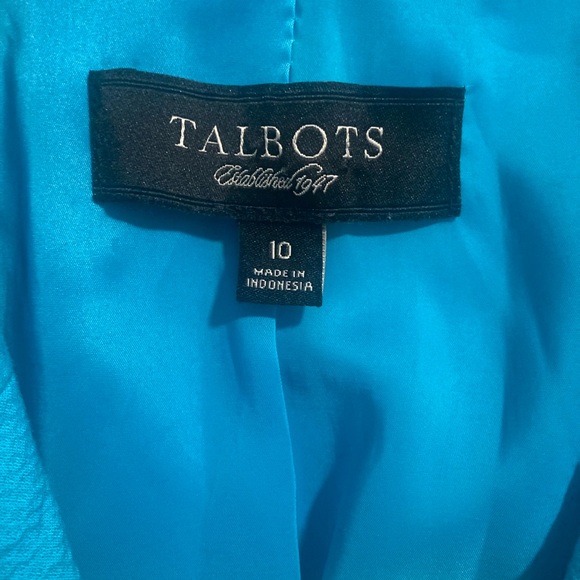 TALBOTS
Established 1947
10
MADE IN
INDONESIA